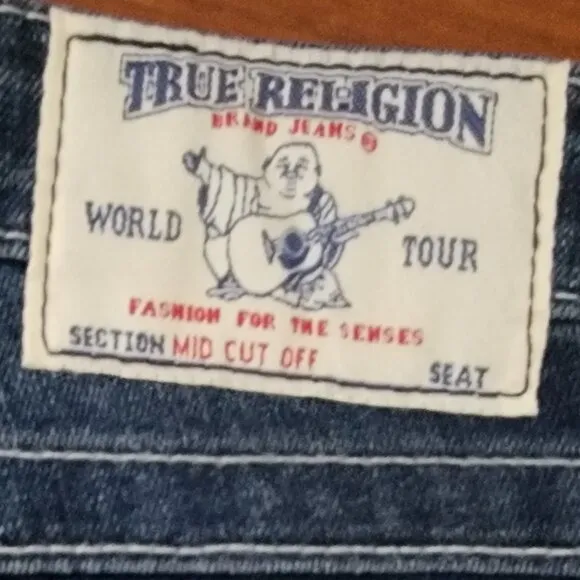 TRUE RELIGION
BRAND JEANS®
WORLD TOUR
FASHION FOR THE SENSES
SECTION MID CUT OFF SEAT